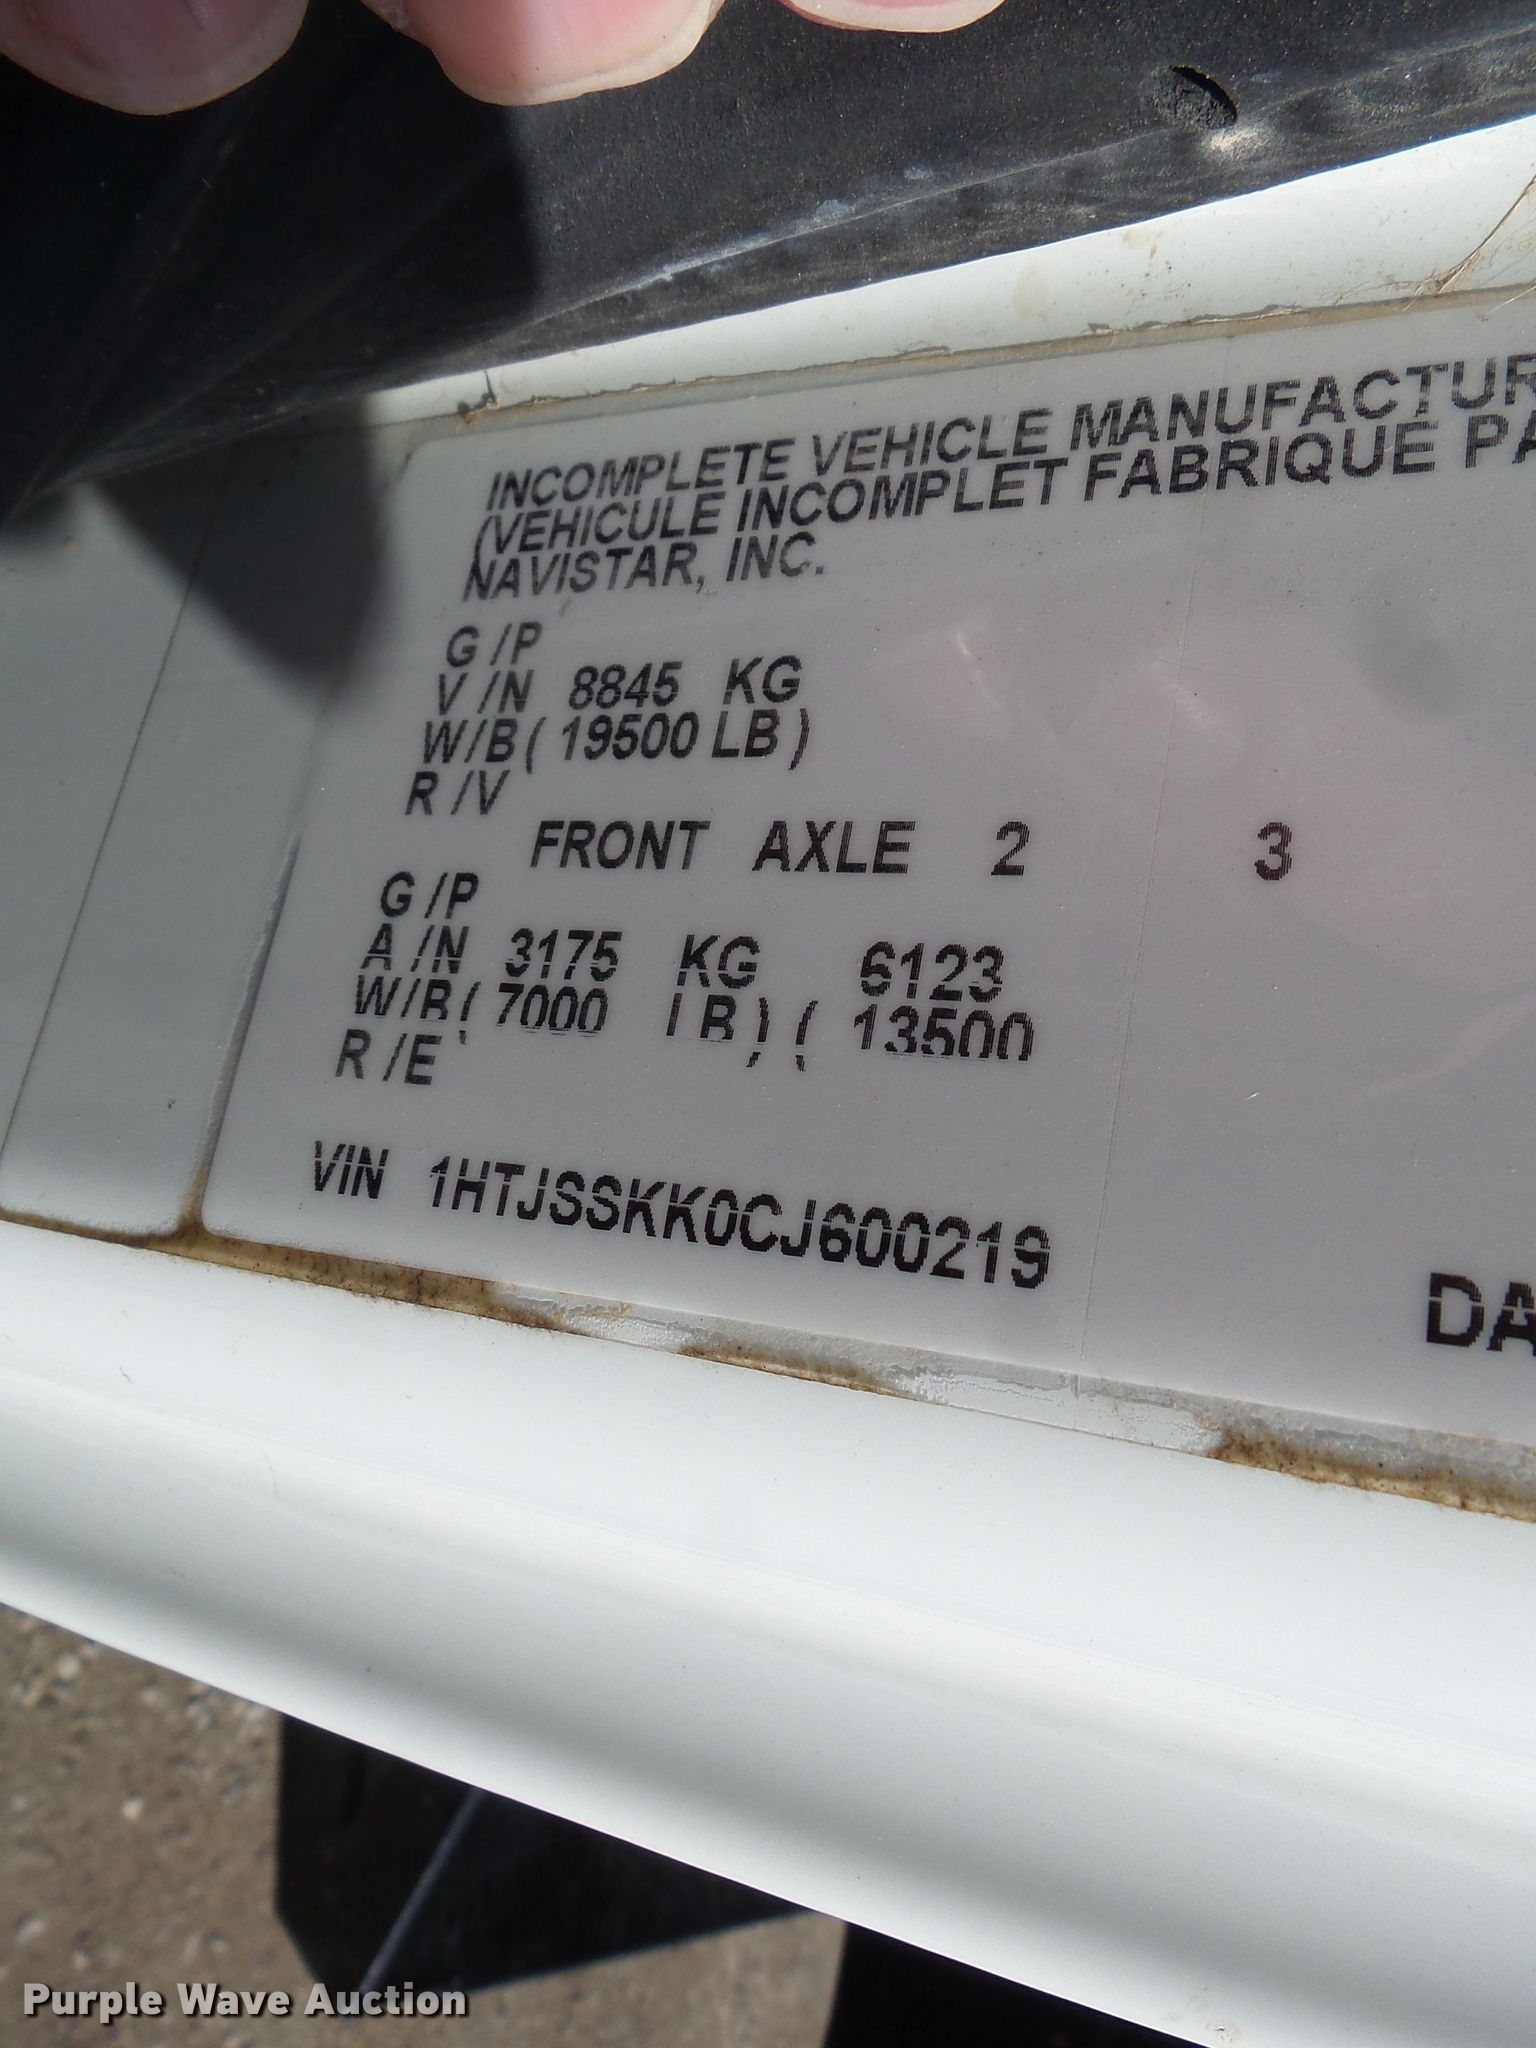 INCOMPLETE VEHICLE MANUFACTUR
(VEHICULE INCOMPLET FABRIQUE PA
NAVISTAR, INC.
G /P
V /N 8845 KG
W/B ( 19500 LB )
R /V
FRONT AXLE 2 3
G /P
A /N 3175 KG 6123
W/B ( 7000 LB ) ( 13500
R /E
VIN 1HTJSSKK0CJ600219
DA
Purple Wave Auction